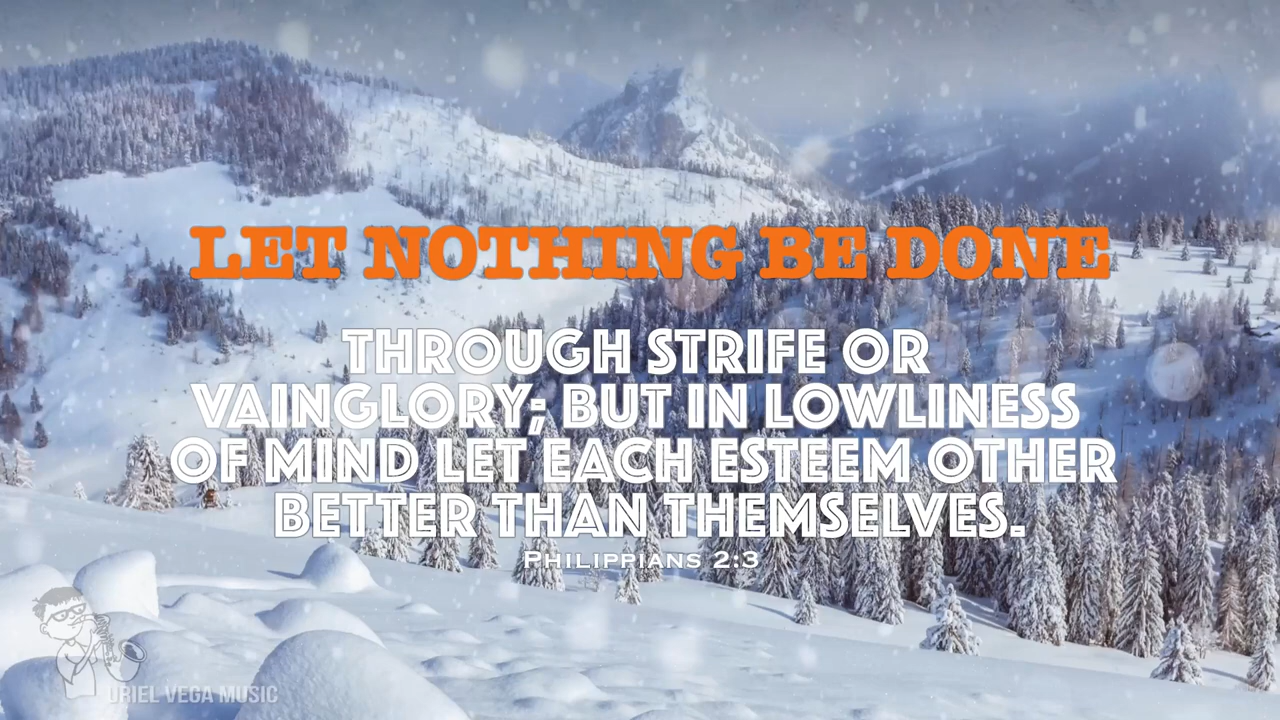 LET NOTHING BE DONE
THROUGH STRIFE OR
VAINGLORY; BUT IN LOWLINESS
OF MIND LET EACH ESTEEM OTHER
BETTER THAN THEMSELVES.
PHILIPPIANS 2:3
URIEL VEGA MUSIC